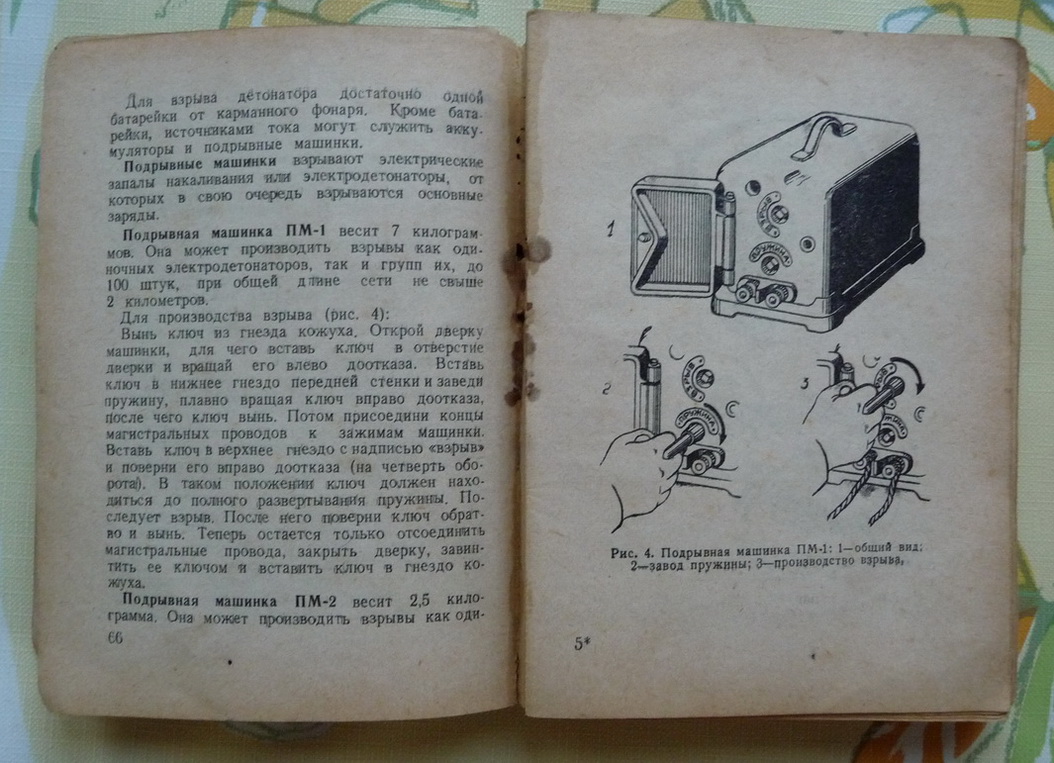 Для взрыва детонатора достаточно одной
батарейки от карманного фонаря. Кроме бата-
рейки, источниками тока могут служить акку-
муляторы и подрывные машинки.
Подрывные машинки взрывают электрические
запалы накаливания или электродетонаторы, от
которых в свою очередь взрываются основные
заряды.
Подрывная машинка ПМ-1 весит 7 килограм-
мов. Она может производить взрывы как оди-
ночных электродетонаторов, так и групп их, до
100 штук, при общей длине сети не свыше
2 километров.
Для производства взрыва (рис. 4):
Вынь ключ из гнезда кожуха. Открой дверку
машинки, для чего вставь ключ в отверстие
дверки и вращай его влево доотказа. Вставь
ключ в нижнее гнездо передней стенки и заведи
пружину, плавно вращая ключ вправо доотказа,
после чего ключ вынь. Потом присоедини концы
магистральных проводов к зажимам машинки.
Вставь ключ в верхнее гнездо с надписью «взрыв»
и поверни его вправо доотказа (на четверть обо-
рота). В таком положении ключ должен нахо-
диться до полного развертывания пружины. По-
следует взрыв. После него поверни ключ обрат-
но и вынь. Теперь остается только отсоединить
магистральные провода, закрыть дверку, завин-
тить ее ключом и вставить ключ в гнездо ко-
жуха.
Подрывная машинка ПМ-2 весит 2,5 кило-
грамма. Она может производить взрывы как оди-
66
1
ВЗРЫВ
ПРУЖИНА
2
ВЗРЫВ
ПРУЖИНА
3
Рис. 4. Подрывная машинка ПМ-1: 1—общий вид;
2—завод пружины; 3—производство взрыва.
5*